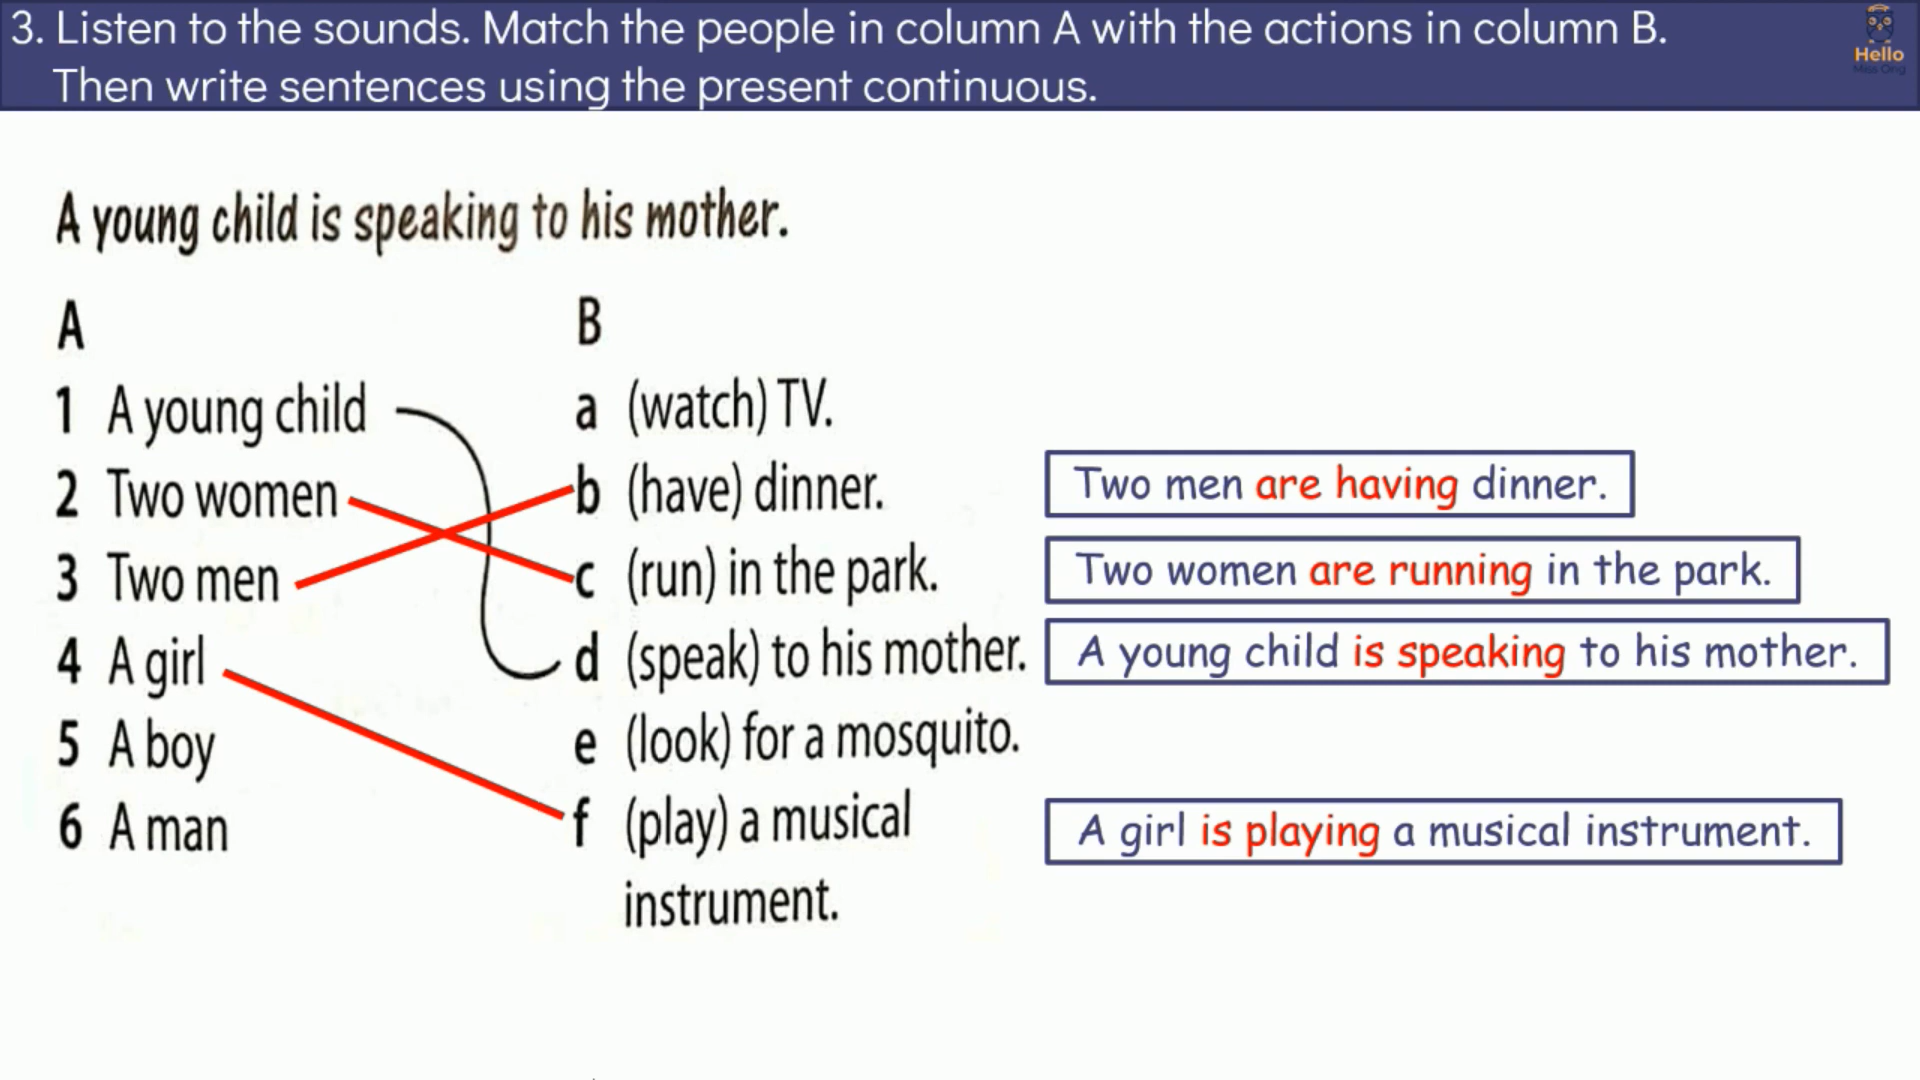 3. Listen to the sounds. Match the people in column A with the actions in column B.
Then write sentences using the present continuous.
Hello
Miss Ong
A young child is speaking to his mother.
A
B
1 A young child
a (watch) TV.
2 Two women
b (have) dinner.
Two men are having dinner.
3 Two men
c (run) in the park.
Two women are running in the park.
4 A girl
d (speak) to his mother.
A young child is speaking to his mother.
5 A boy
e (look) for a mosquito.
6 A man
f (play) a musical
instrument.
A girl is playing a musical instrument.